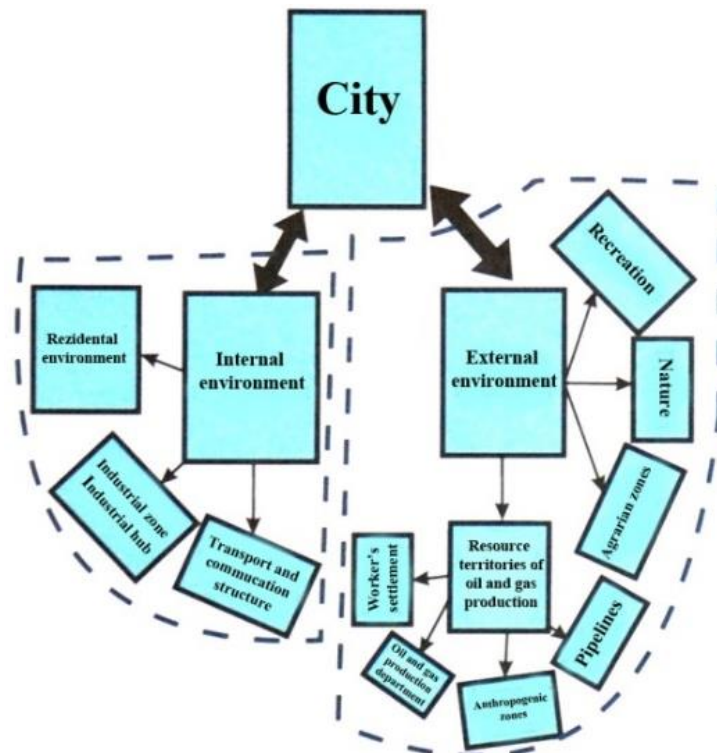 City
Internal
environment
Rezidental
environment
Industrial zone
Industrial hub
Transport and
commucation
structure
External
environment
Recreation
Nature
Agrarian zones
Resource
territories of
oil and gas
production
Worker's
settlement
Oil and gas
production
department
Anthropogenic
zones
Pipelines